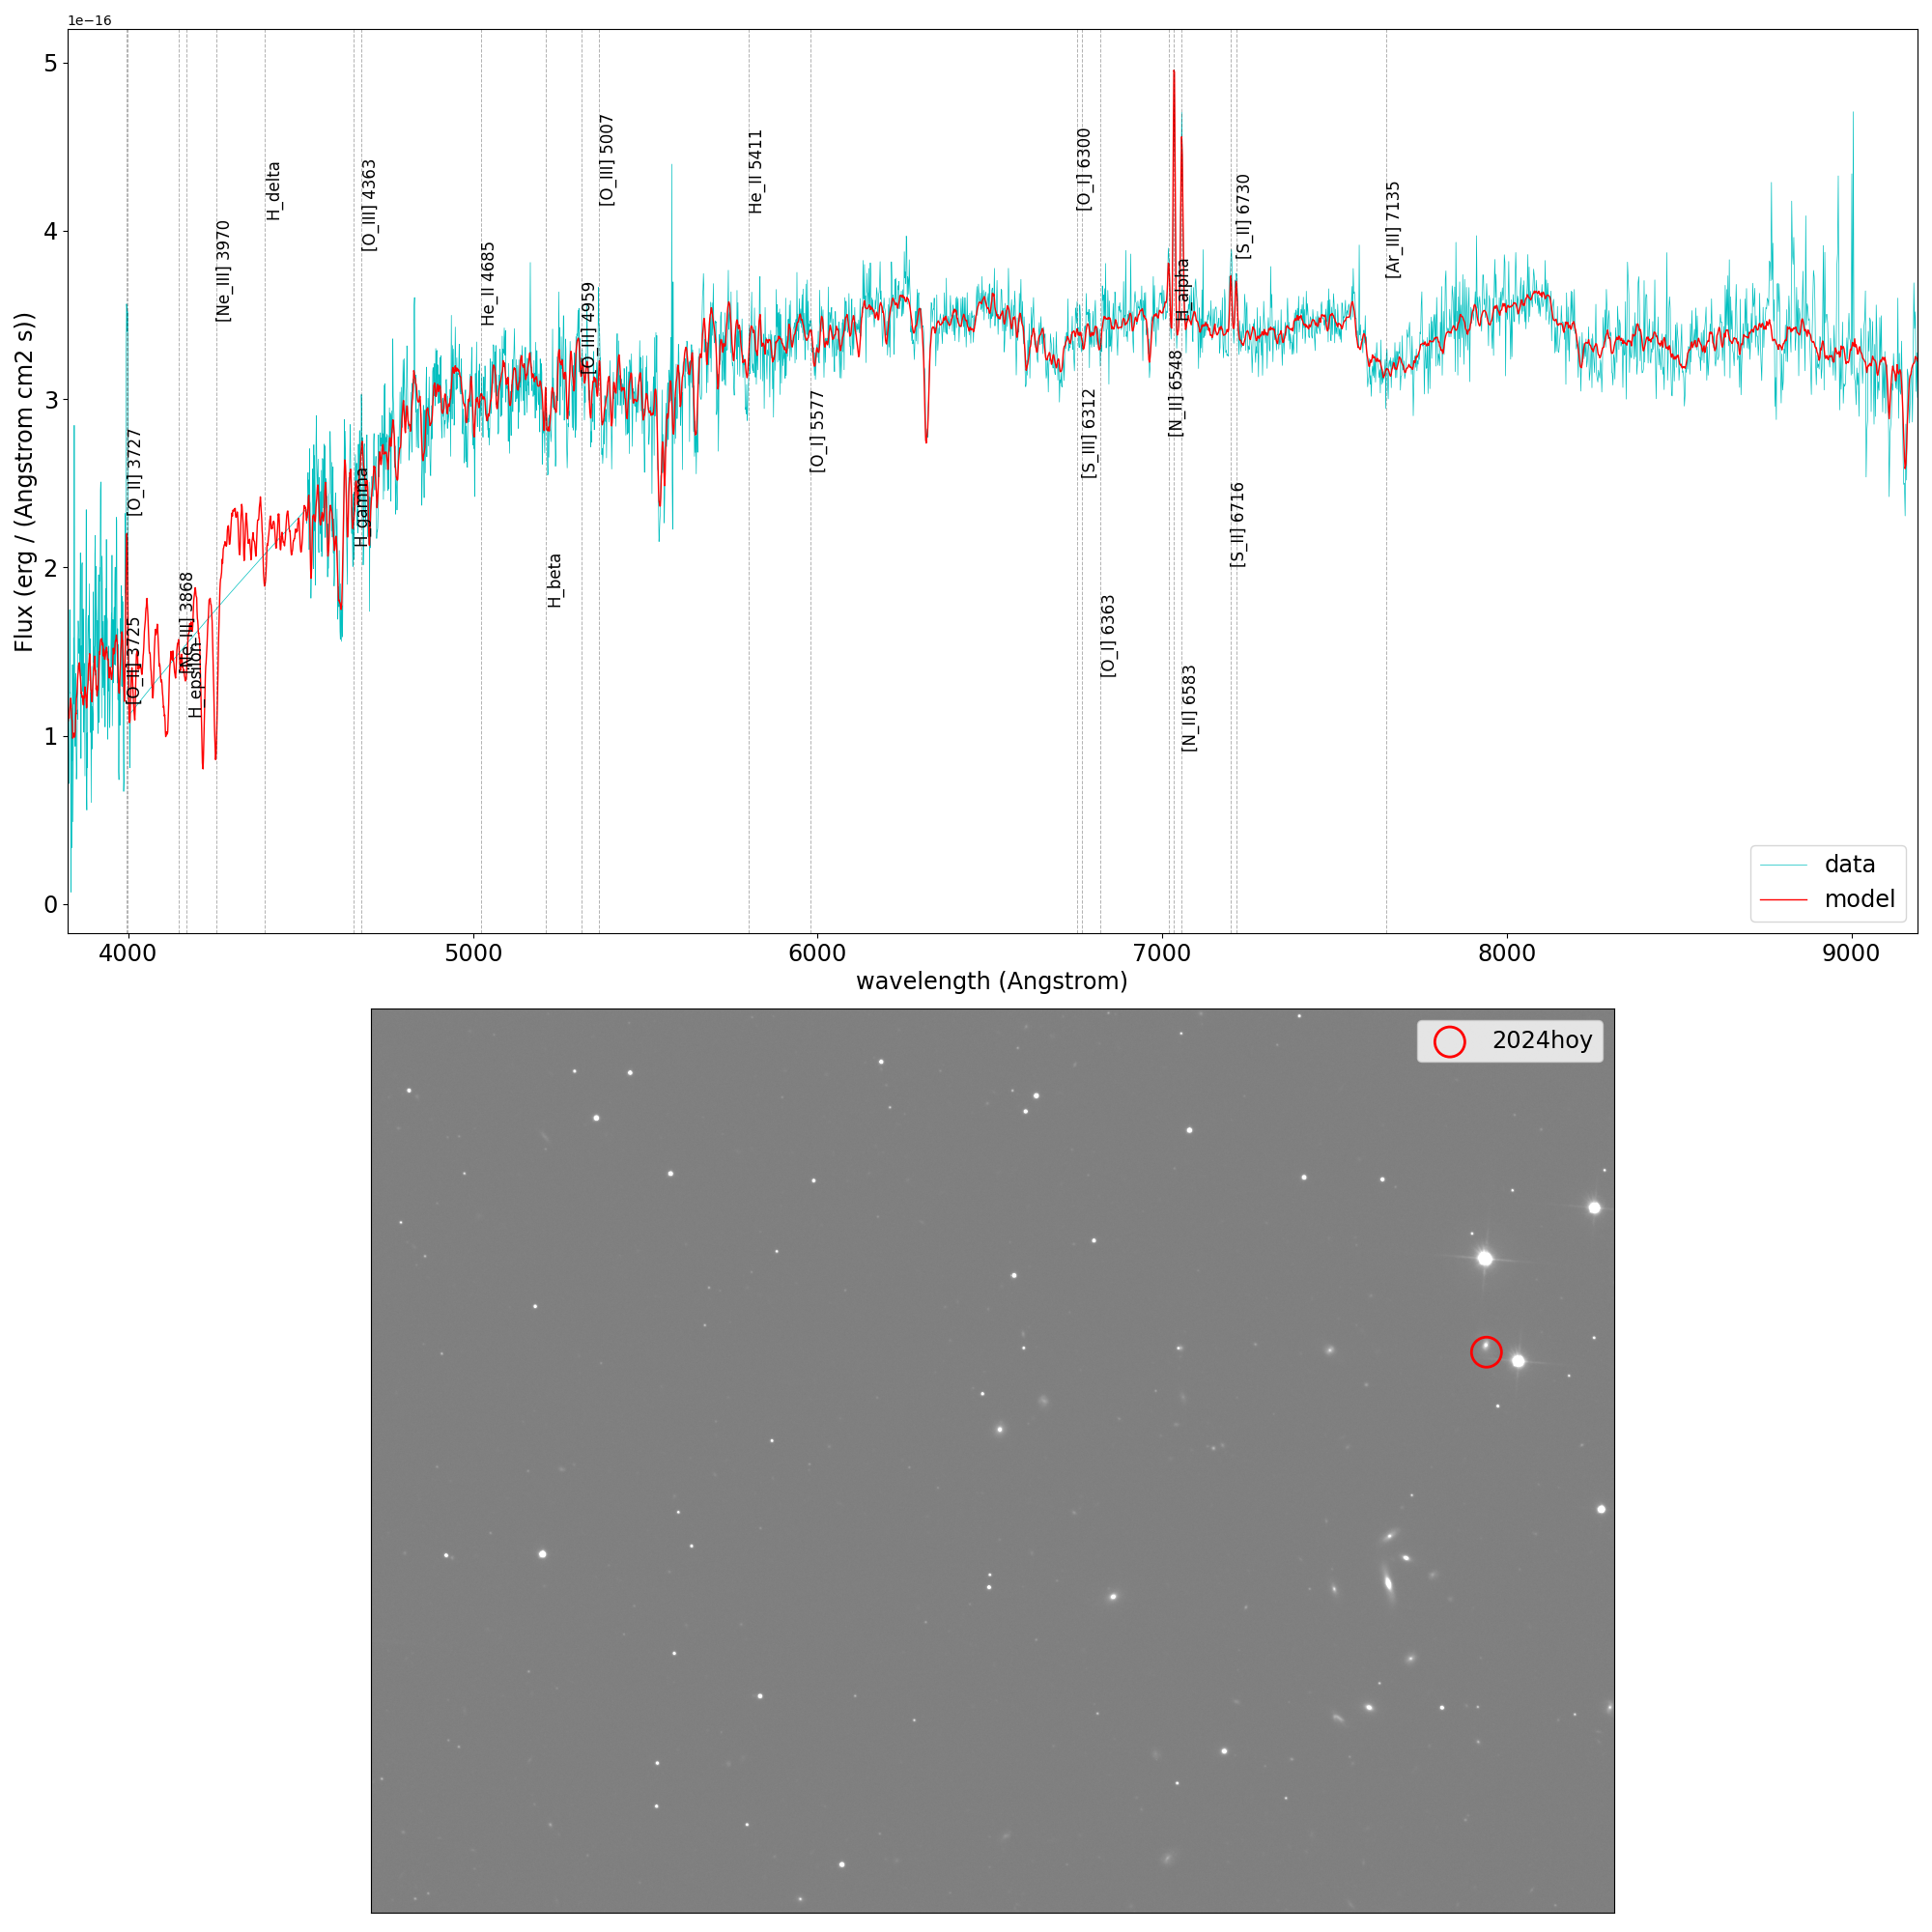 1e−16
Flux (erg / (Angstrom cm2 s))
5
4
3
2
1
0
[O_II] 3727
[O_II] 3725
[Ne_III] 3868
H_epsilon
[Ne_III] 3970
H_delta
[O_III] 4363
H_gamma
He_II 4685
H_beta
[O_III] 4959
[O_III] 5007
He_II 5411
[O_I] 5577
[O_I] 6300
[S_III] 6312
[O_I] 6363
[N_II] 6548
H_alpha
[N_II] 6583
[S_II] 6716
[S_II] 6730
[Ar_III] 7135
data
model
4000 5000 6000 7000 8000 9000
wavelength (Angstrom)
2024hoy